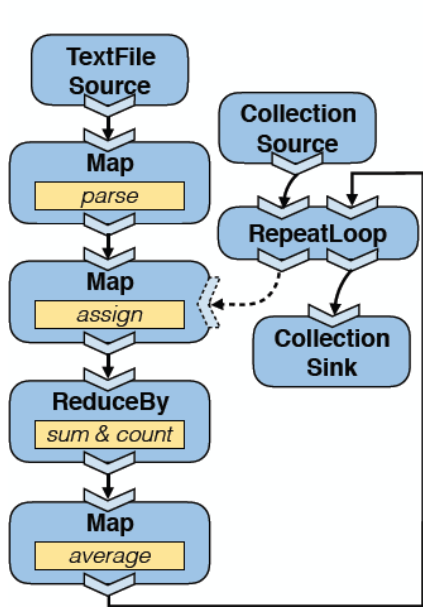 TextFile
Source
Map
parse
Map
assign
ReduceBy
sum & count
Map
average
Collection
Source
RepeatLoop
Collection
Sink